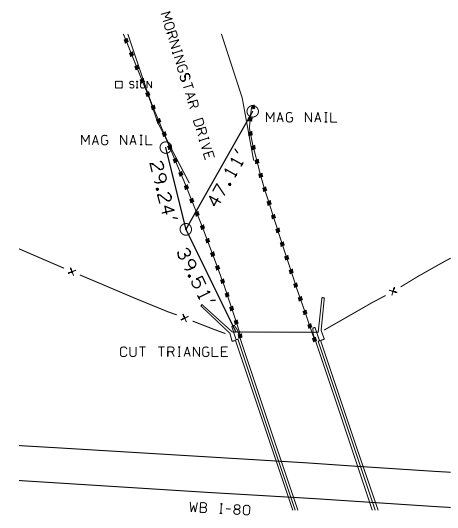 MORNINGSTAR DRIVE
SIGN
MAG NAIL
MAG NAIL
29.24'
47.11'
39.51'
CUT TRIANGLE
WB I-80